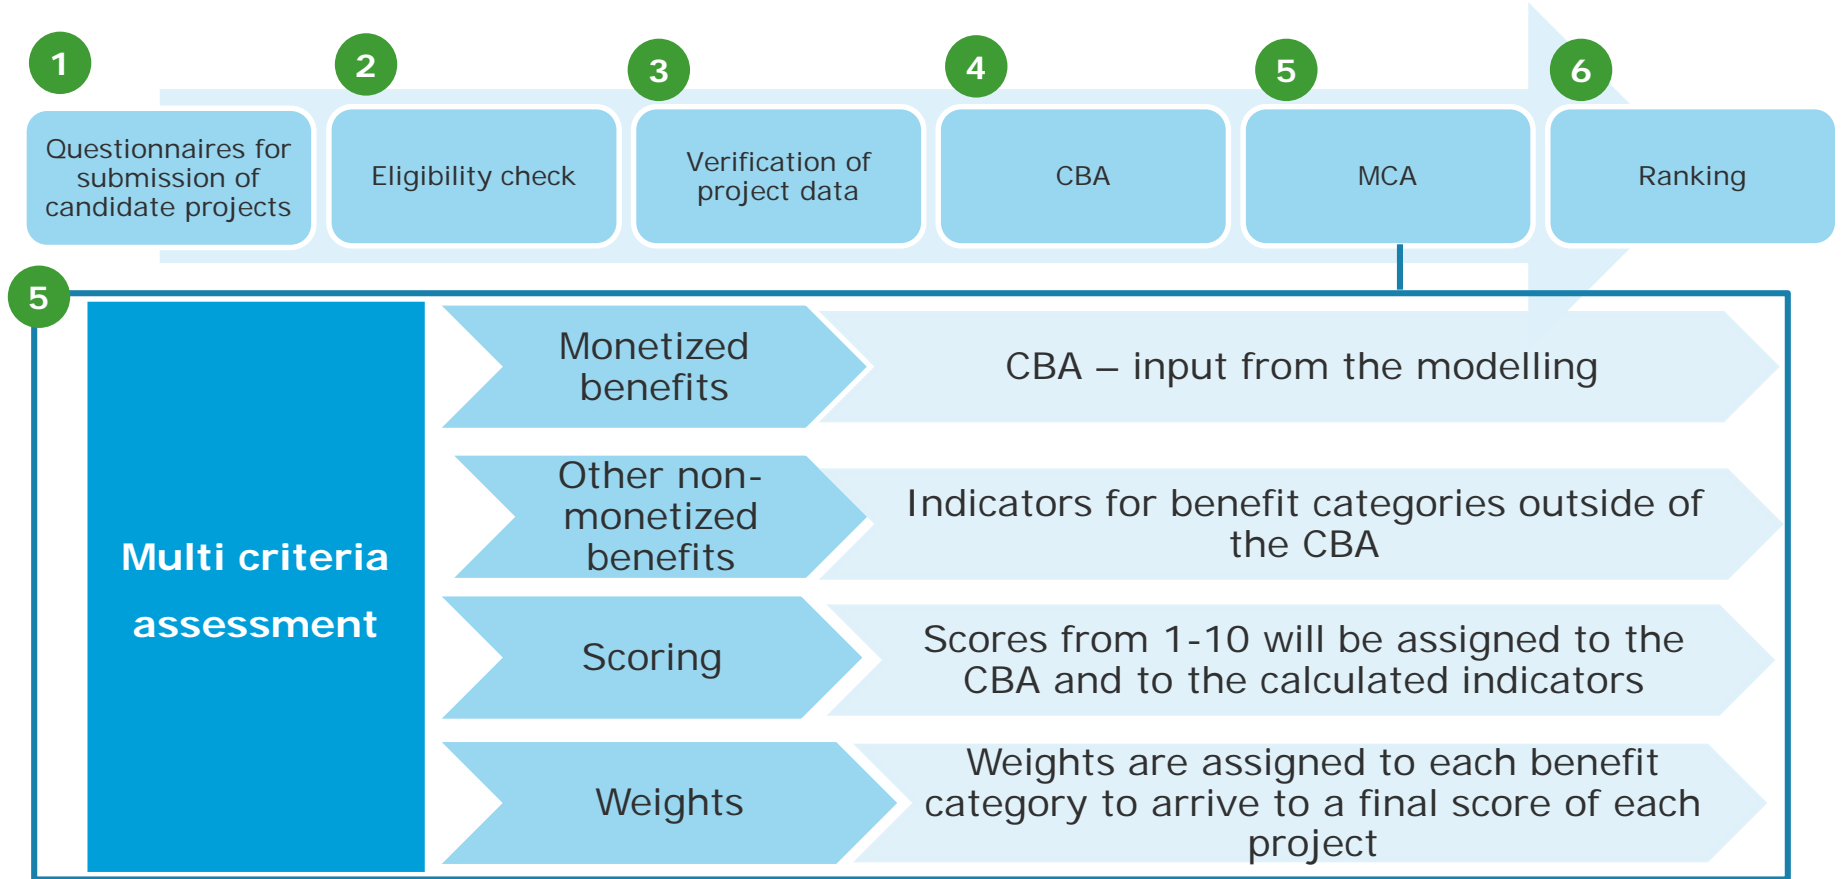 1
2
3
4
5
6
Questionnaires for
submission of
candidate projects
Eligibility check
Verification of
project data
CBA
MCA
Ranking
5
Multi criteria
assessment
Monetized
benefits
CBA – input from the modelling
Other non-
monetized
benefits
Indicators for benefit categories outside of
the CBA
Scoring
Scores from 1-10 will be assigned to the
CBA and to the calculated indicators
Weights
Weights are assigned to each benefit
category to arrive to a final score of each
project